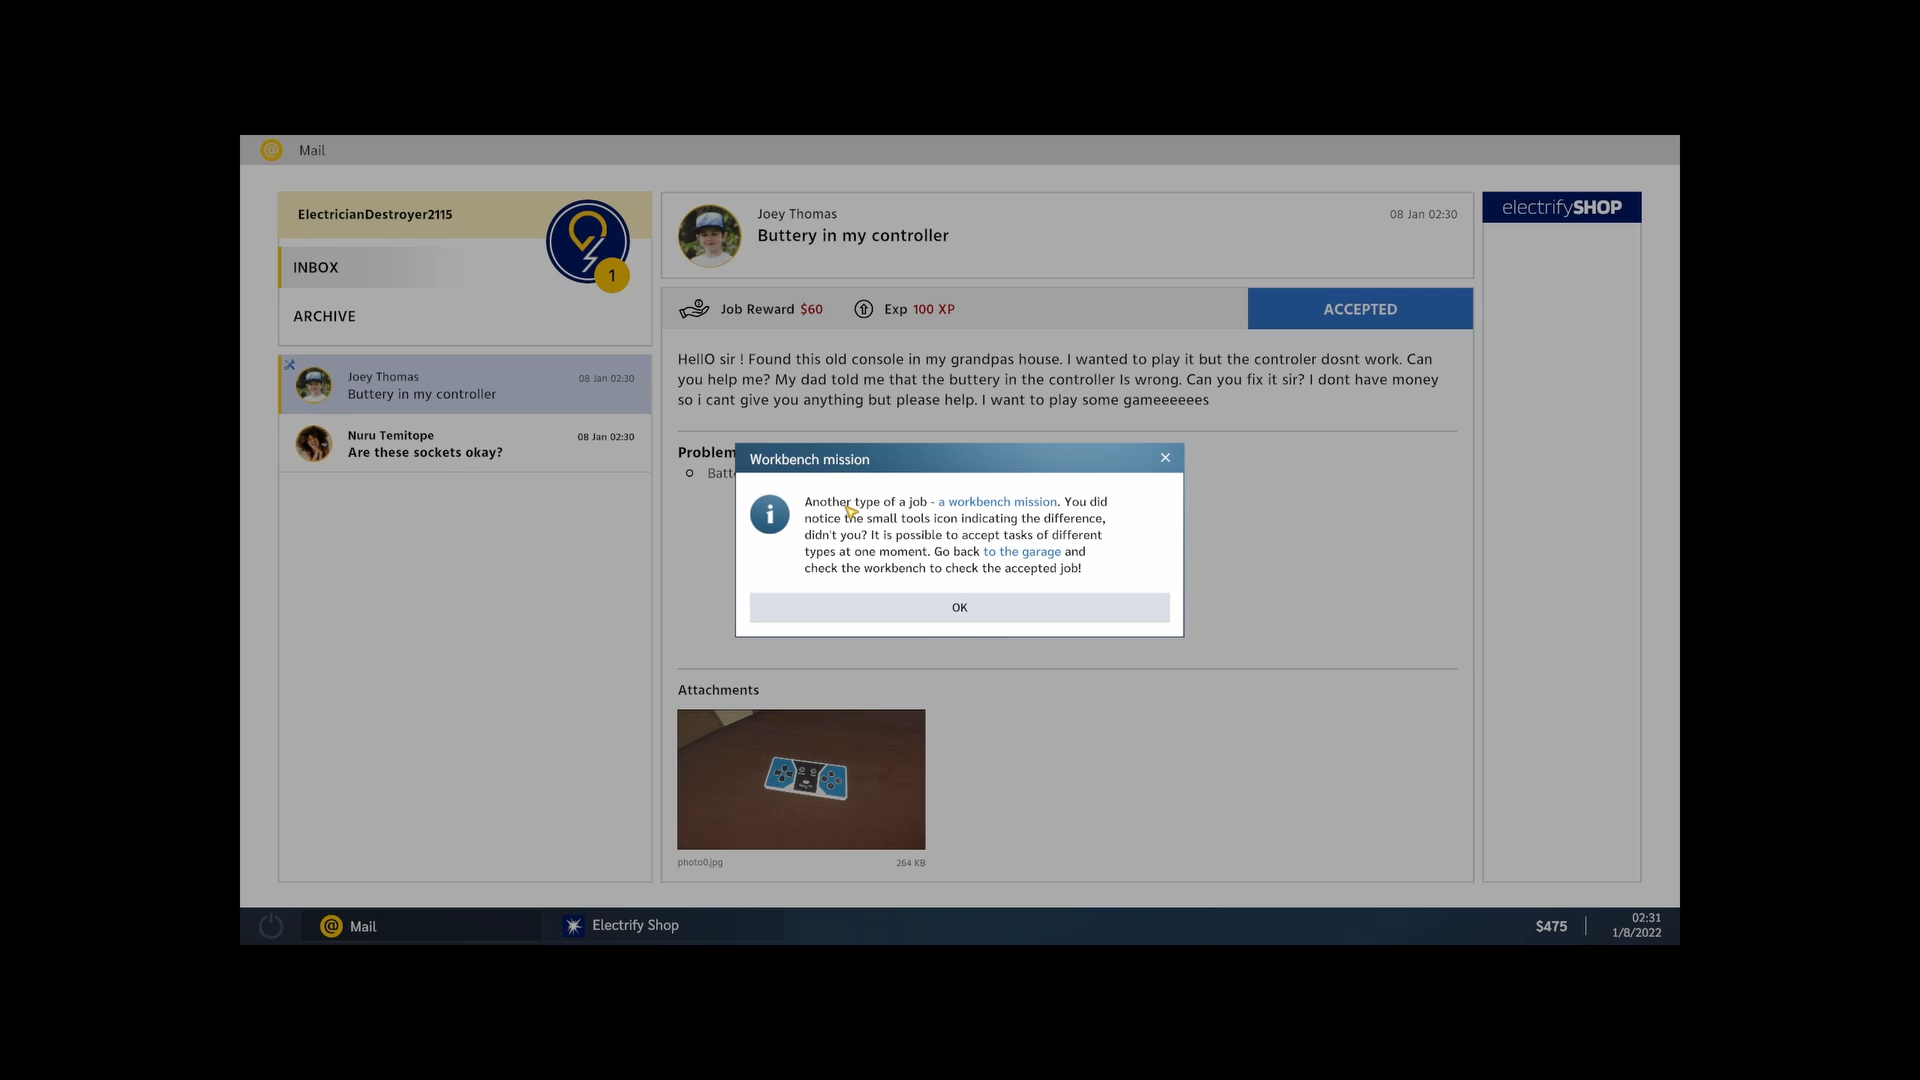 Mail
ElectricianDestroyer2115
INBOX
1
ARCHIVE
Joey Thomas
08 Jan 02:30
Buttery in my controller
Nuru Temitope
08 Jan 02:30
Are these sockets okay?
Joey Thomas
08 Jan 02:30
Buttery in my controller
Job Reward $60
Exp 100 XP
ACCEPTED
HellO sir ! Found this old console in my grandpas house. I wanted to play it but the controler dosnt work. Can
you help me? My dad told me that the buttery in the controller Is wrong. Can you fix it sir? I dont have money
so i cant give you anything but please help. I want to play some gameeeeees
Problem
Batt
Workbench mission
Another type of a job - a workbench mission. You did
notice the small tools icon indicating the difference,
didn't you? It is possible to accept tasks of different
types at one moment. Go back to the garage and
check the workbench to check the accepted job!
OK
Attachments
photo0.jpg
264 KB
electrifySHOP
Mail
Electrify Shop
$475
02:31
1/8/2022